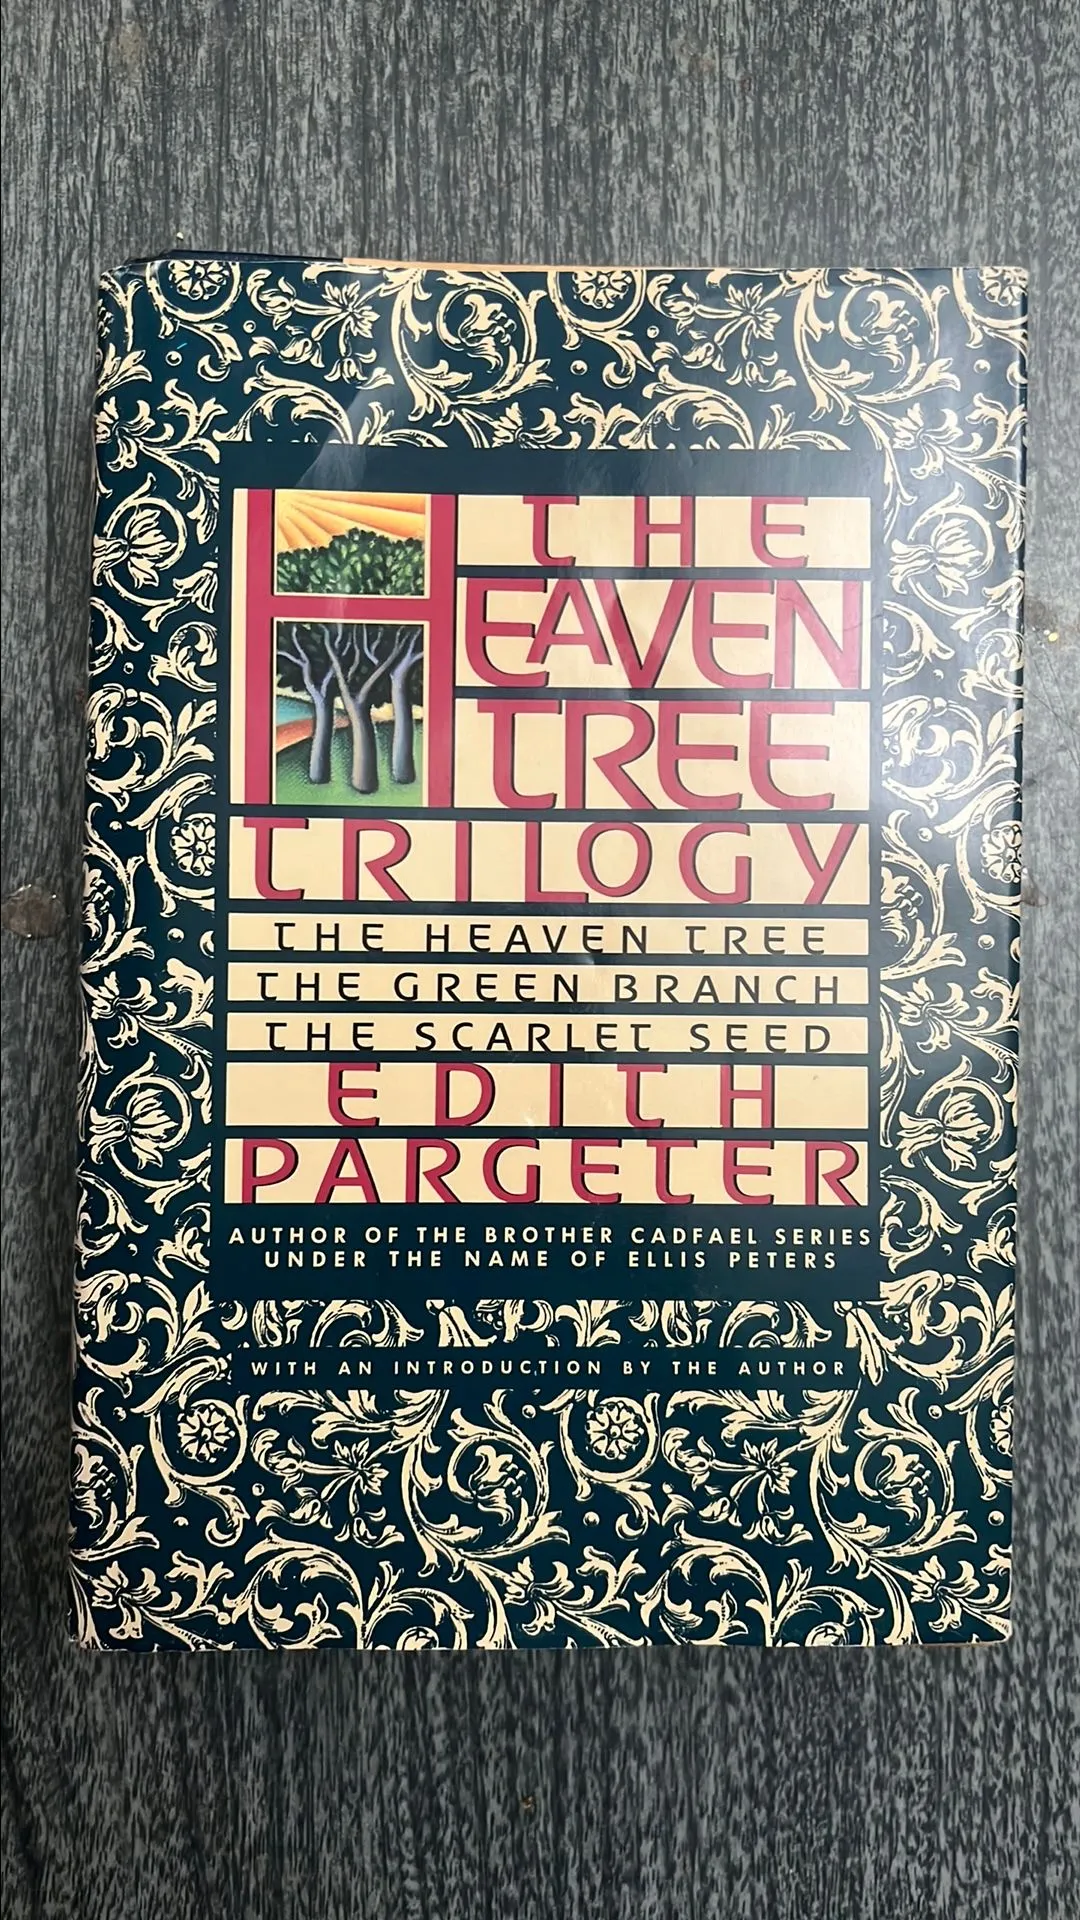 THE
HEAVEN
TREE
TRILOGY
THE HEAVEN TREE
THE GREEN BRANCH
THE SCARLET SEED
EDITH
PARGETER
AUTHOR OF THE BROTHER CADFAEL SERIES
UNDER THE NAME OF ELLIS PETERS
WITH AN INTRODUCTION BY THE AUTHOR